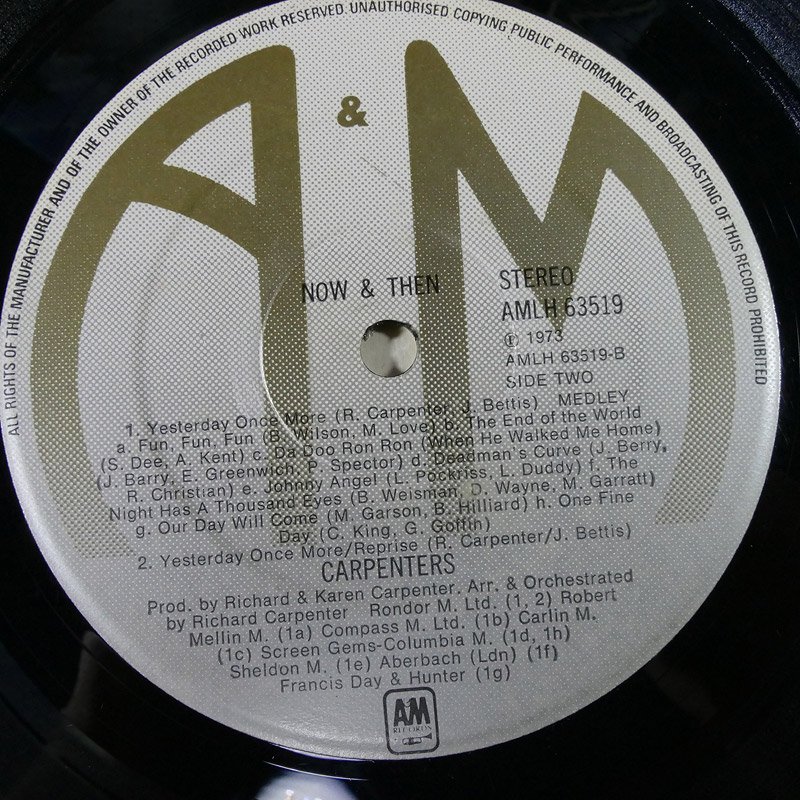 ALL RIGHTS OF THE MANUFACTURER AND OF THE OWNER OF THE RECORDED WORK RESERVED. UNAUTHORISED COPYING PUBLIC PERFORMANCE AND BROADCASTING OF THIS RECORD PROHIBITED
A & M
NOW & THEN
STEREO
AMLH 63519
℗ 1973
AMLH 63519-B
SIDE TWO
1. Yesterday Once More (R. Carpenter, J. Bettis) MEDLEY
a. Fun, Fun, Fun (B. Wilson, M. Love) b. The End of the World
(S. Dee, A. Kent) c. Da Doo Ron Ron (When He Walked Me Home)
(J. Barry, E. Greenwich, P. Spector) d. Deadman's Curve (J. Berry,
R. Christian) e. Johnny Angel (L. Pockriss, L. Duddy) f. The
Night Has A Thousand Eyes (B. Weisman, D. Wayne, M. Garratt)
g. Our Day Will Come (M. Garson, B. Hilliard) h. One Fine
Day (C. King, G. Goffin)
2. Yesterday Once More/Reprise (R. Carpenter/J. Bettis)
CARPENTERS
Prod. by Richard & Karen Carpenter. Arr. & Orchestrated
by Richard Carpenter Rondor M. Ltd. (1, 2) Robert
Mellin M. (1a) Compass M. Ltd. (1b) Carlin M.
(1c) Screen Gems-Columbia M. (1d, 1h)
Sheldon M. (1e) Aberbach (Ldn) (1f)
Francis Day & Hunter (1g)
AM
RECORDS